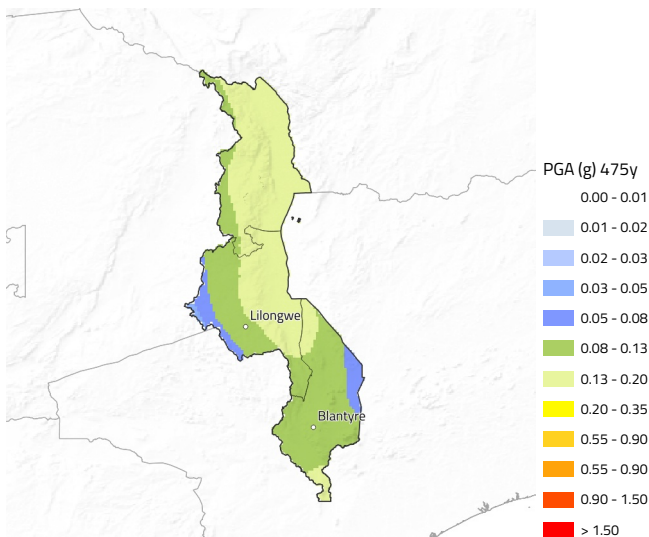 PGA (g) 475y
0.00 - 0.01
0.01 - 0.02
0.02 - 0.03
0.03 - 0.05
0.05 - 0.08
0.08 - 0.13
0.13 - 0.20
0.20 - 0.35
0.55 - 0.90
0.55 - 0.90
0.90 - 1.50
> 1.50
Lilongwe
Blantyre